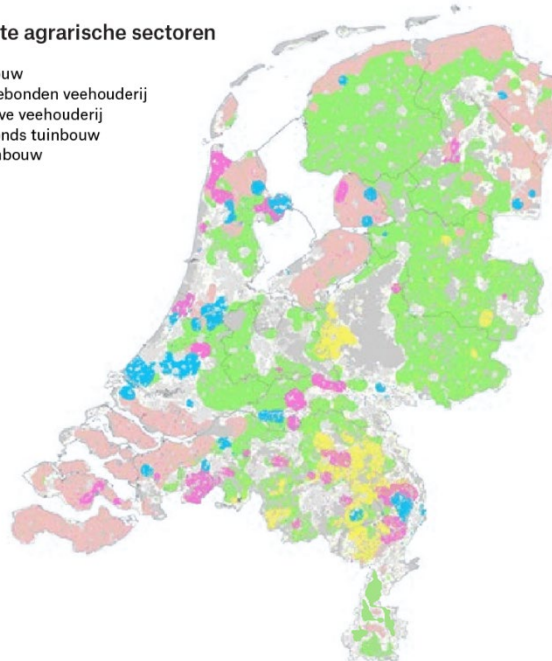 te agrarische sectoren
uw
ebonden veehouderij
ve veehouderij
nds tuinbouw
nbouw